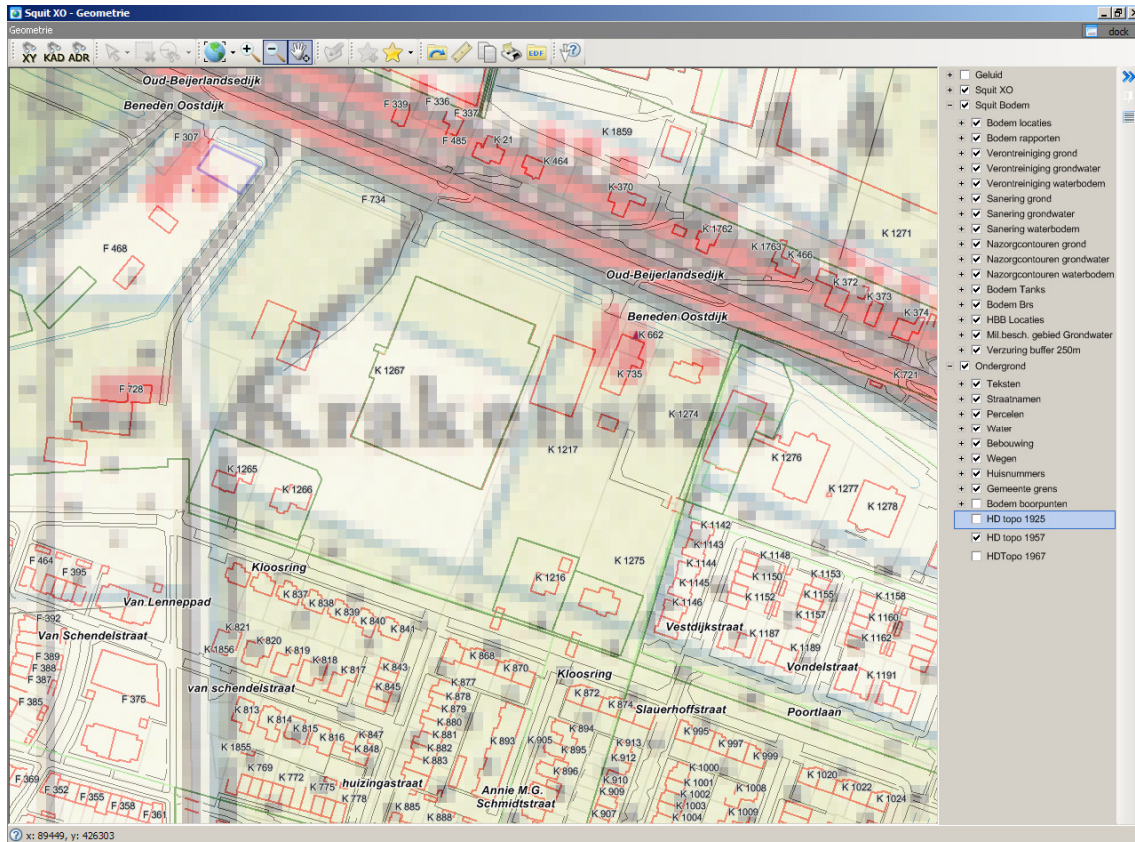 Squit XO - Geometrie
Geometrie
dock
XY KAD ADR
EDF
Oud-Beijerlandsedijk
Beneden Oostdijk
F 307
F 339
F 336
F 337
F 485
K 21
K 464
K 1859
K 370
F 734
K 1762
K 1763
K 466
K 1271
F 468
Oud-Beijerlandsedijk
K 372
K 373
K 374
Beneden Oostdijk
K 662
K 735
K 721
F 728
K 1267
K 1274
K 1217
K 1276
K 1265
K 1266
K 1277
K 1278
K 1142
K 1143
K 1144
K 1145
K 1146
K 1148
K 1150
K 1152
K 1153
K 1155
K 1157
K 1158
K 1160
K 1162
K 1275
K 1216
F 464
F 395
Kloosring
K 837
K 838
K 839
K 840
K 841
Van Lenneppad
F 392
Van Schendelstraat
K 821
K 820
K 819
K 818
K 817
K 1856
K 843
K 845
Vestdijkstraat
K 1187
K 1189
Vondelstraat
K 1191
F 389
F 388
F 387
F 385
F 375
K 868
K 870
Kloosring
van schendelstraat
K 877
K 878
K 879
K 880
K 881
K 882
K 883
K 872
K 874
Slauerhoffstraat
Poortlaan
K 813
K 814
K 815
K 816
K 847
K 848
K 1855
K 893
K 905
K 894
K 895
K 896
K 913
K 912
K 910
K 909
K 907
K 995
K 997
K 999
K 769
K 772
K 775
K 778
huizingastraat
K 885
K 888
Annie M.G.
Schmidtstraat
K 1000
K 1001
K 1002
K 1003
K 1004
K 1008
K 1009
K 1020
K 1022
K 1024
F 369
F 352
F 355
F 358
F 361
Geluid
Squit XO
Squit Bodem
Bodem locaties
Bodem rapporten
Verontreiniging grond
Verontreiniging grondwater
Verontreiniging waterbodem
Sanering grond
Sanering grondwater
Sanering waterbodem
Nazorgcontouren grond
Nazorgcontouren grondwater
Nazorgcontouren waterbodem
Bodem Tanks
Bodem Brs
HBB Locaties
Mil.besch. gebied Grondwater
Verzuring buffer 250m
Ondergrond
Teksten
Straatnamen
Percelen
Water
Bebouwing
Wegen
Huisnummers
Gemeente grens
Bodem boorpunten
HD topo 1925
HD topo 1957
HDTopo 1967
x: 89449, y: 426303